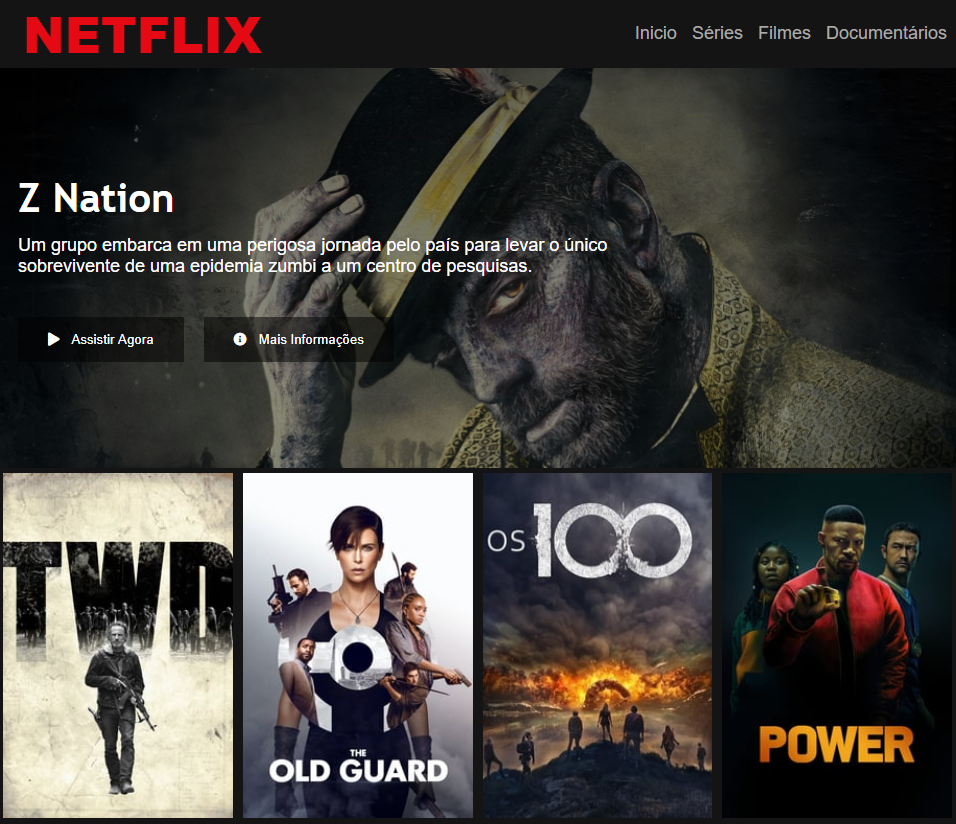 NETFLIX
Inicio Séries Filmes Documentários
Z Nation
Um grupo embarca em uma perigosa jornada pelo país para levar o único
sobrevivente de uma epidemia zumbi a um centro de pesquisas.
Assistir Agora Mais Informações
TWD
THE
OLD GUARD
OS 100
POWER